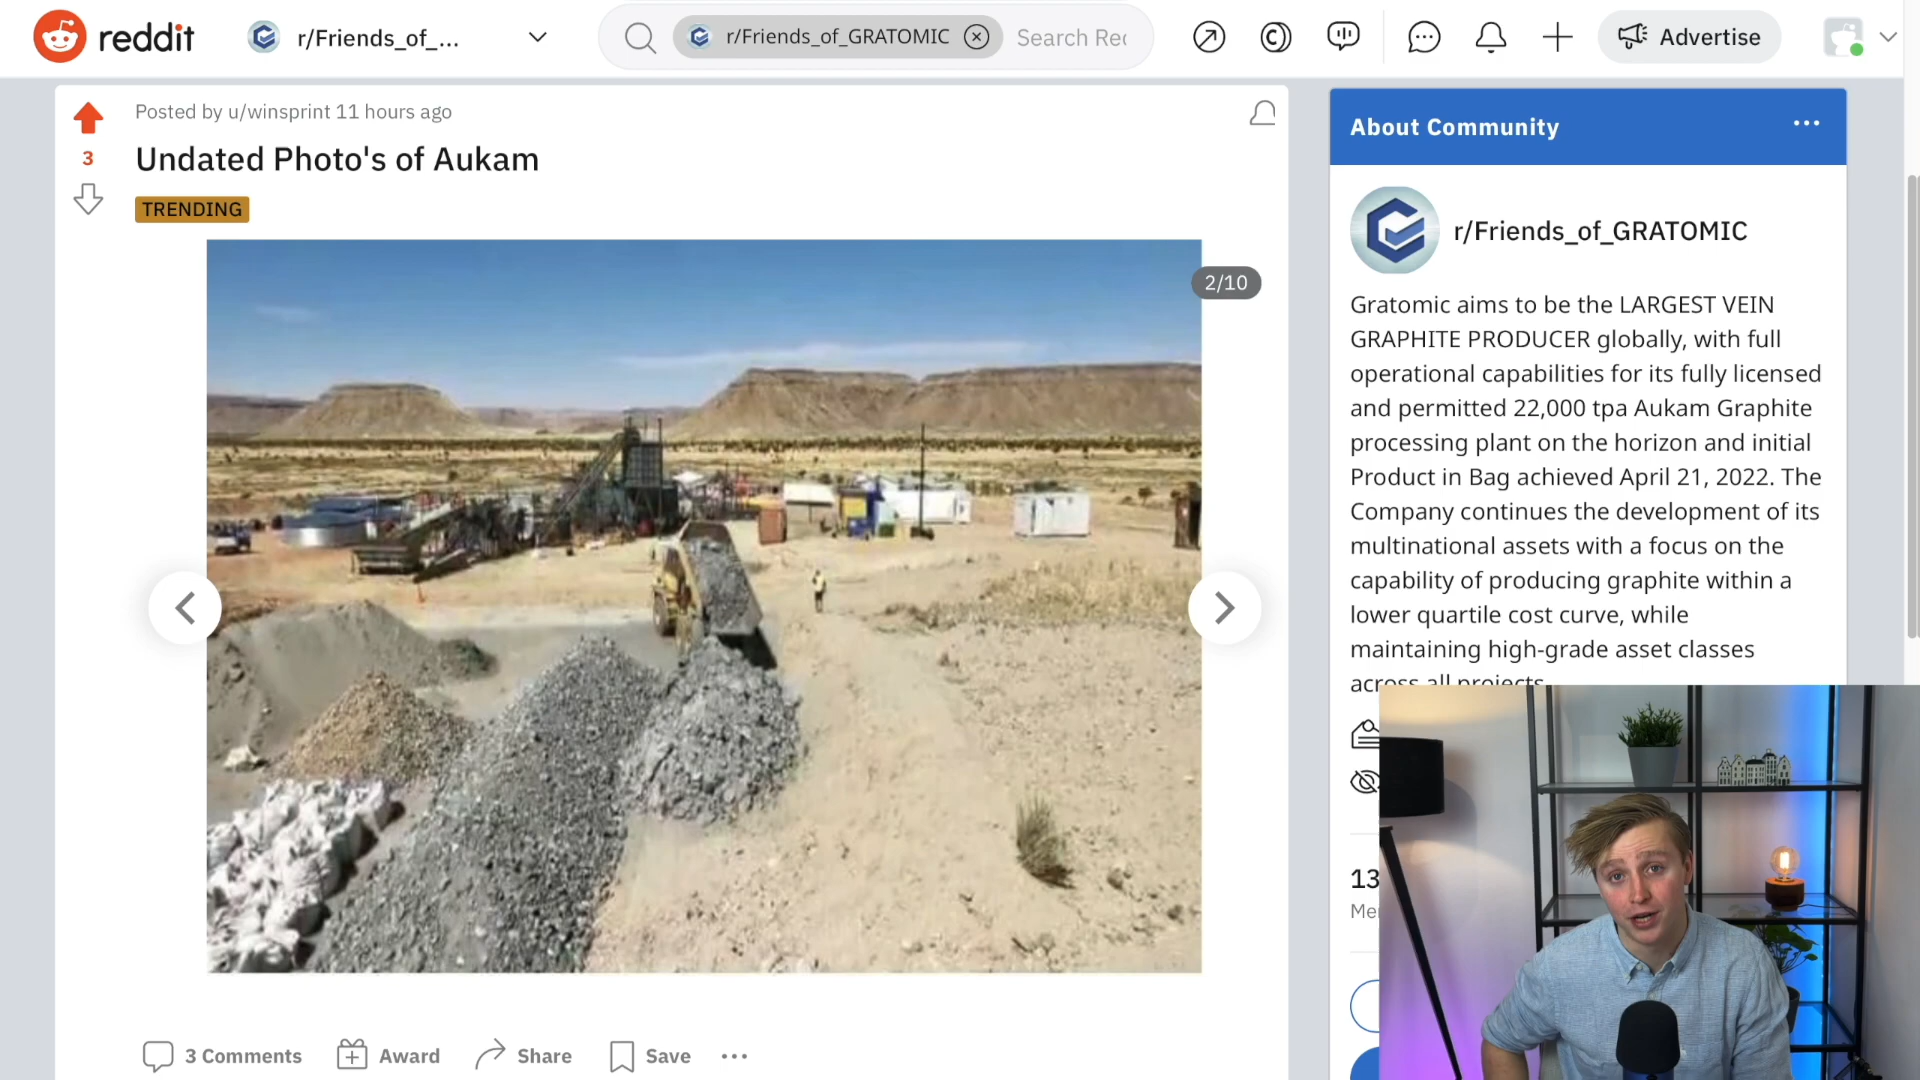 reddit
r/Friends_of_...
r/Friends_of_GRATOMIC
Advertise
Posted by u/winsprint 11 hours ago
3
Undated Photo's of Aukam
TRENDING
2/10
3 Comments
Award
Share
Save
About Community
r/Friends_of_GRATOMIC
Gratomic aims to be the LARGEST VEIN
GRAPHITE PRODUCER globally, with full
operational capabilities for its fully licensed
and permitted 22,000 tpa Aukam Graphite
processing plant on the horizon and initial
Product in Bag achieved April 21, 2022. The
Company continues the development of its
multinational assets with a focus on the
capability of producing graphite within a
lower quartile cost curve, while
maintaining high-grade asset classes
across all projects
13